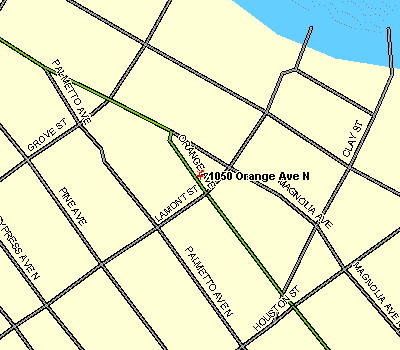 PALMETTO AVE
GROVE ST
CLAY ST
ORANGE AVE
1050 Orange Ave N
PINE AVE
MAGNOLIA AVE
LAMONT ST
PRESS AVE N
PALMETTO AVE N
MAGNOLIA AVE
HOUSTON ST